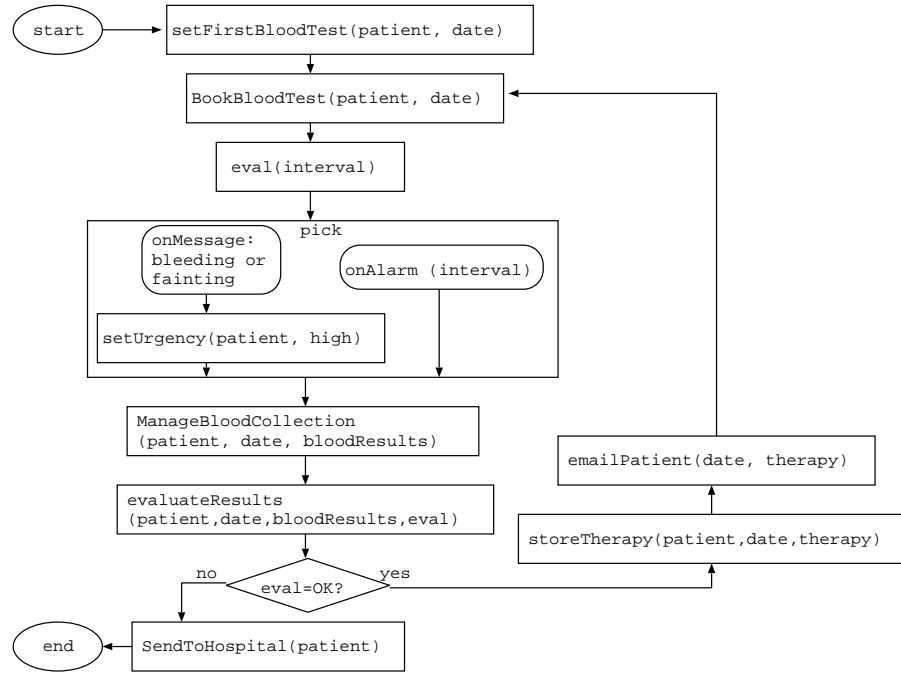 start
setFirstBloodTest(patient, date)
BookBloodTest(patient, date)
eval(interval)
pick
onMessage:
bleeding or
fainting
onAlarm (interval)
setUrgency(patient, high)
ManageBloodCollection
(patient, date, bloodResults)
emailPatient(date, therapy)
evaluateResults
(patient,date,bloodResults,eval)
storeTherapy(patient,date,therapy)
no
eval=OK?
yes
end
SendToHospital(patient)